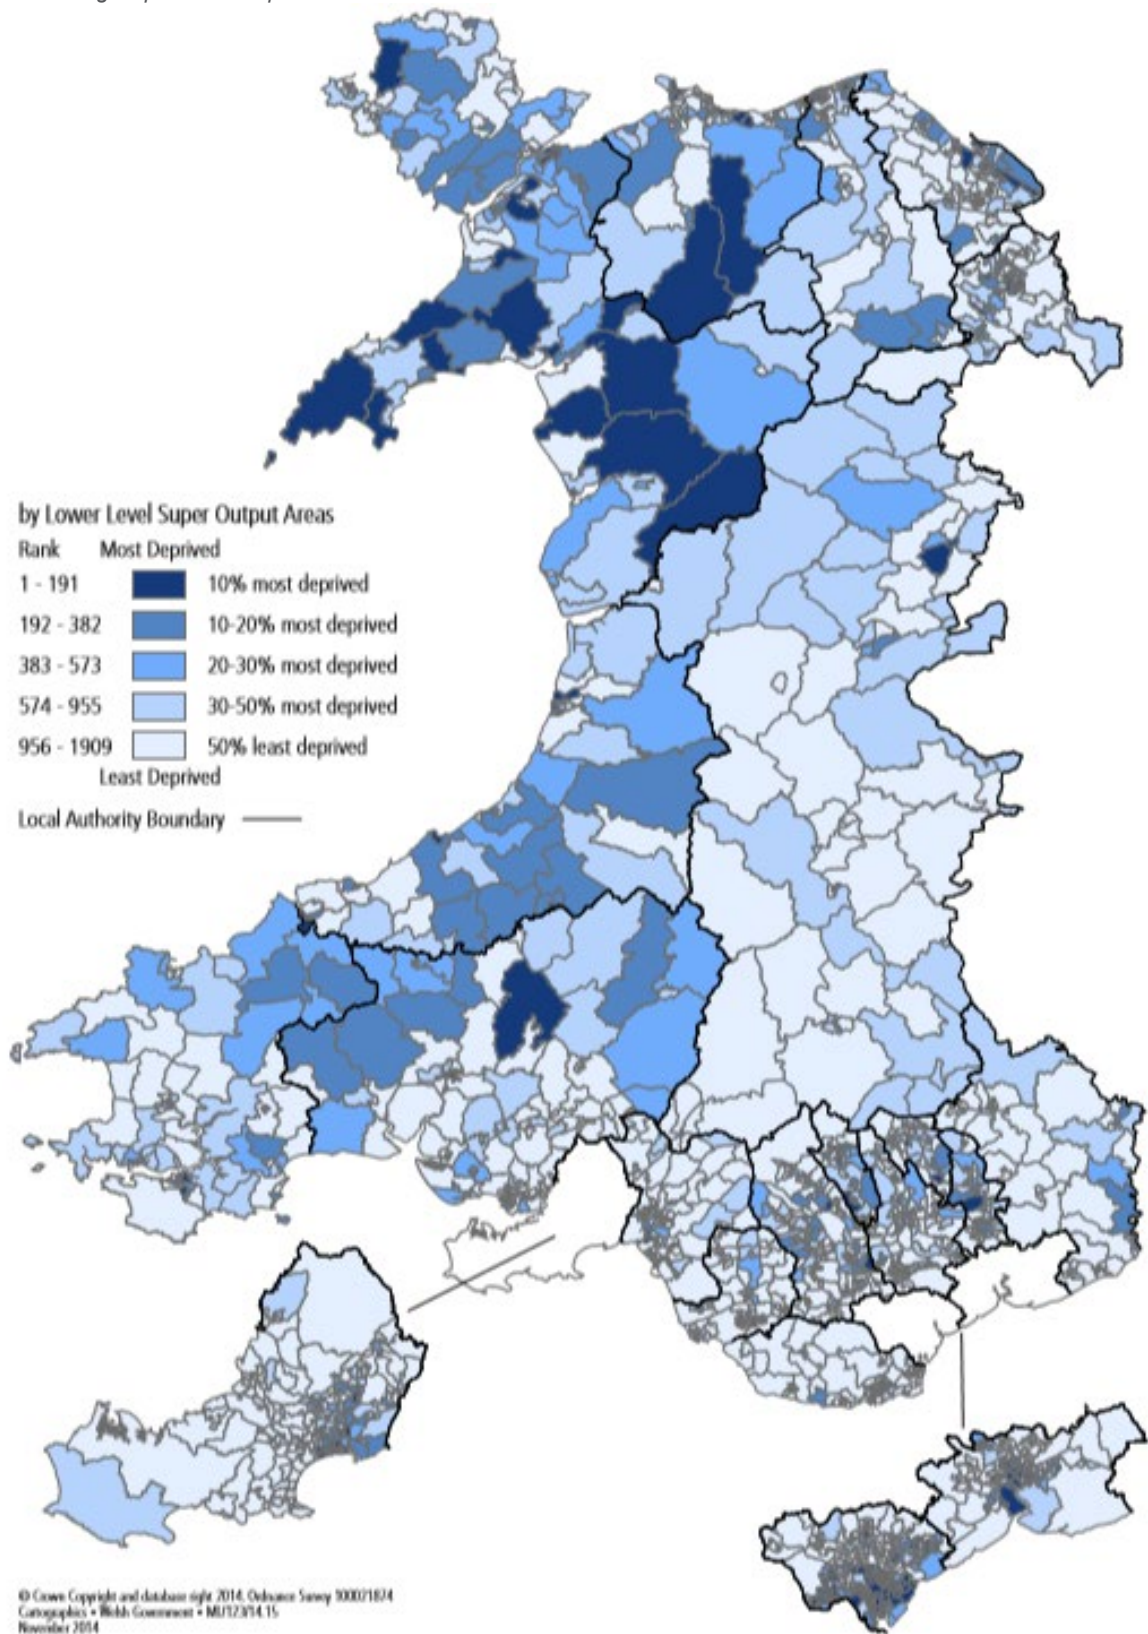 by Lower Level Super Output Areas
Rank Most Deprived
1 - 191 10% most deprived
192 - 382 10-20% most deprived
383 - 573 20-30% most deprived
574 - 955 30-50% most deprived
956 - 1909 50% least deprived
Least Deprived
Local Authority Boundary
© Crown Copyright and database right 2014. Ordnance Survey 100021874
Cartographics • Welsh Government • MI/123/14.15
November 2014